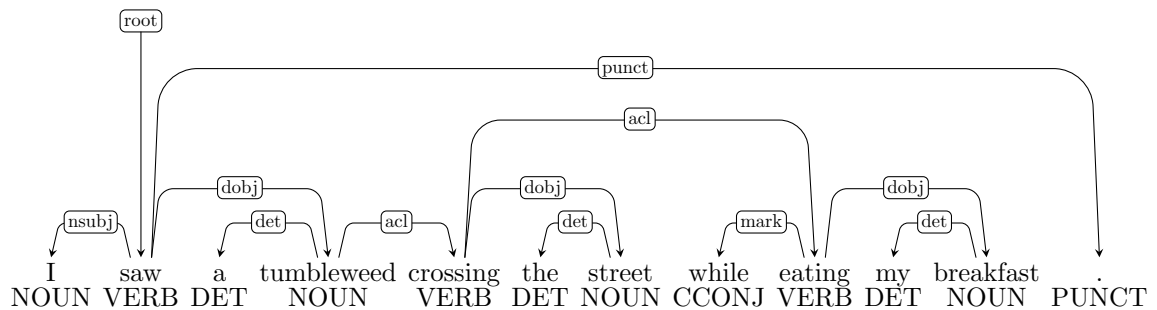 root
punct
acl
dobj dobj dobj
nsubj det acl det mark det
I saw a tumbleweed crossing the street while eating my breakfast .
NOUN VERB DET NOUN VERB DET NOUN CCONJ VERB DET NOUN PUNCT